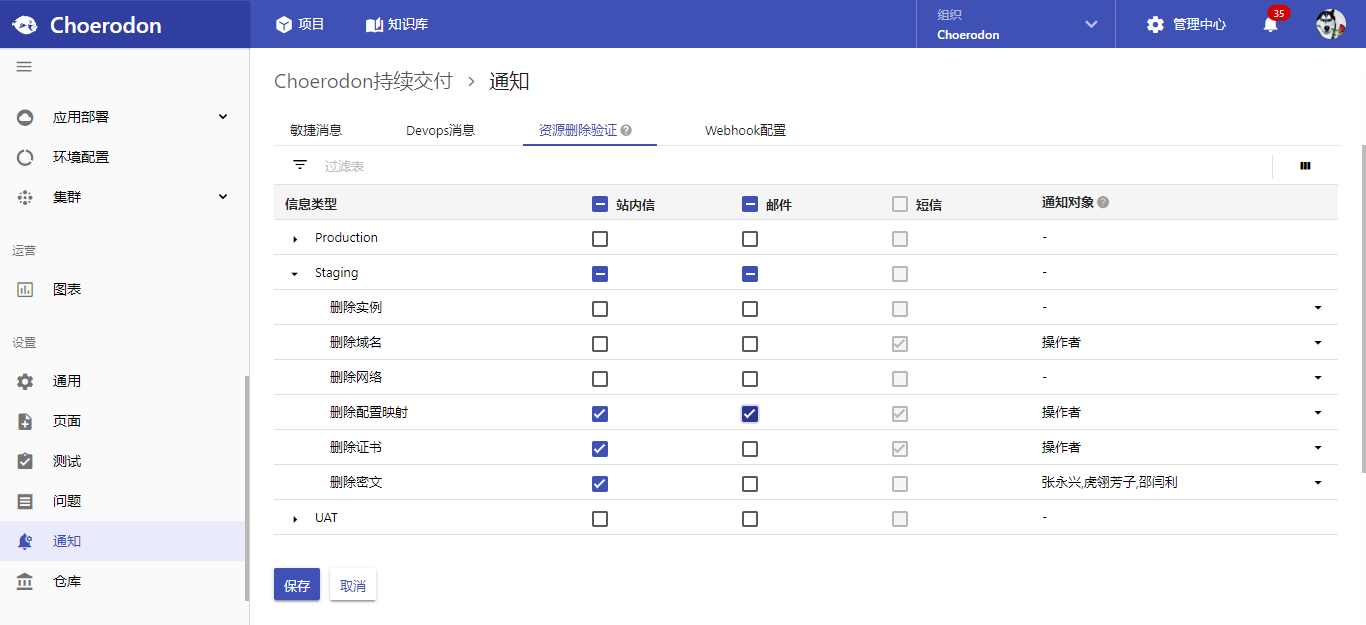 Choerodon
项目
知识库
组织
Choerodon
管理中心
35
应用部署
环境配置
集群
运营
图表
设置
通用
页面
测试
问题
通知
仓库
Choerodon持续交付 > 通知
敏捷消息 Devops消息 资源删除验证 ? Webhook配置
过滤表
信息类型 站内信 邮件 短信 通知对象 ?
Production -
Staging -
删除实例 -
删除域名 操作者
删除网络 -
删除配置映射 操作者
删除证书 操作者
删除密文 张永兴,虎翎芳子,邵闫利
UAT -
保存 取消